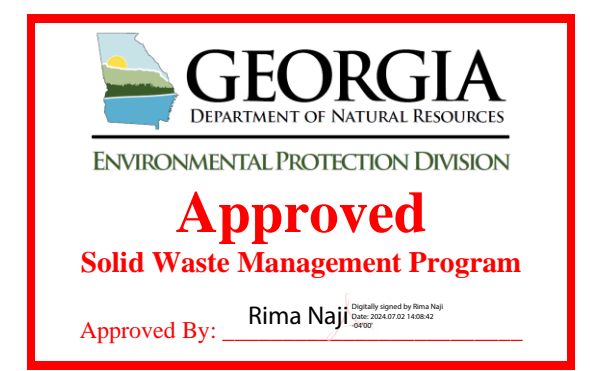 GEORGIA
DEPARTMENT OF NATURAL RESOURCES
ENVIRONMENTAL PROTECTION DIVISION
Approved
Solid Waste Management Program
Approved By: Rima Naji
Digitally signed by Rima Naji
Date: 2024.07.02 14:08:42
-04'00'